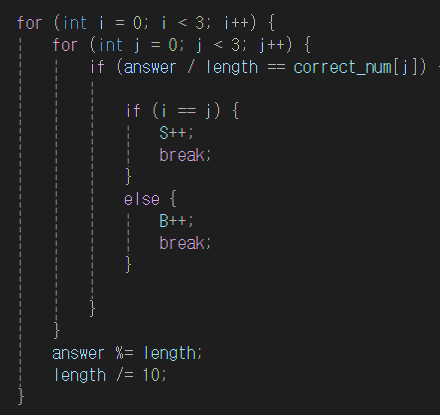 for (int i = 0; i < 3; i++) {
for (int j = 0; j < 3; j++) {
if (answer / length == correct_num[j]) {
if (i == j) {
S++;
break;
}
else {
B++;
break;
}
}
}
answer %= length;
length /= 10;
}